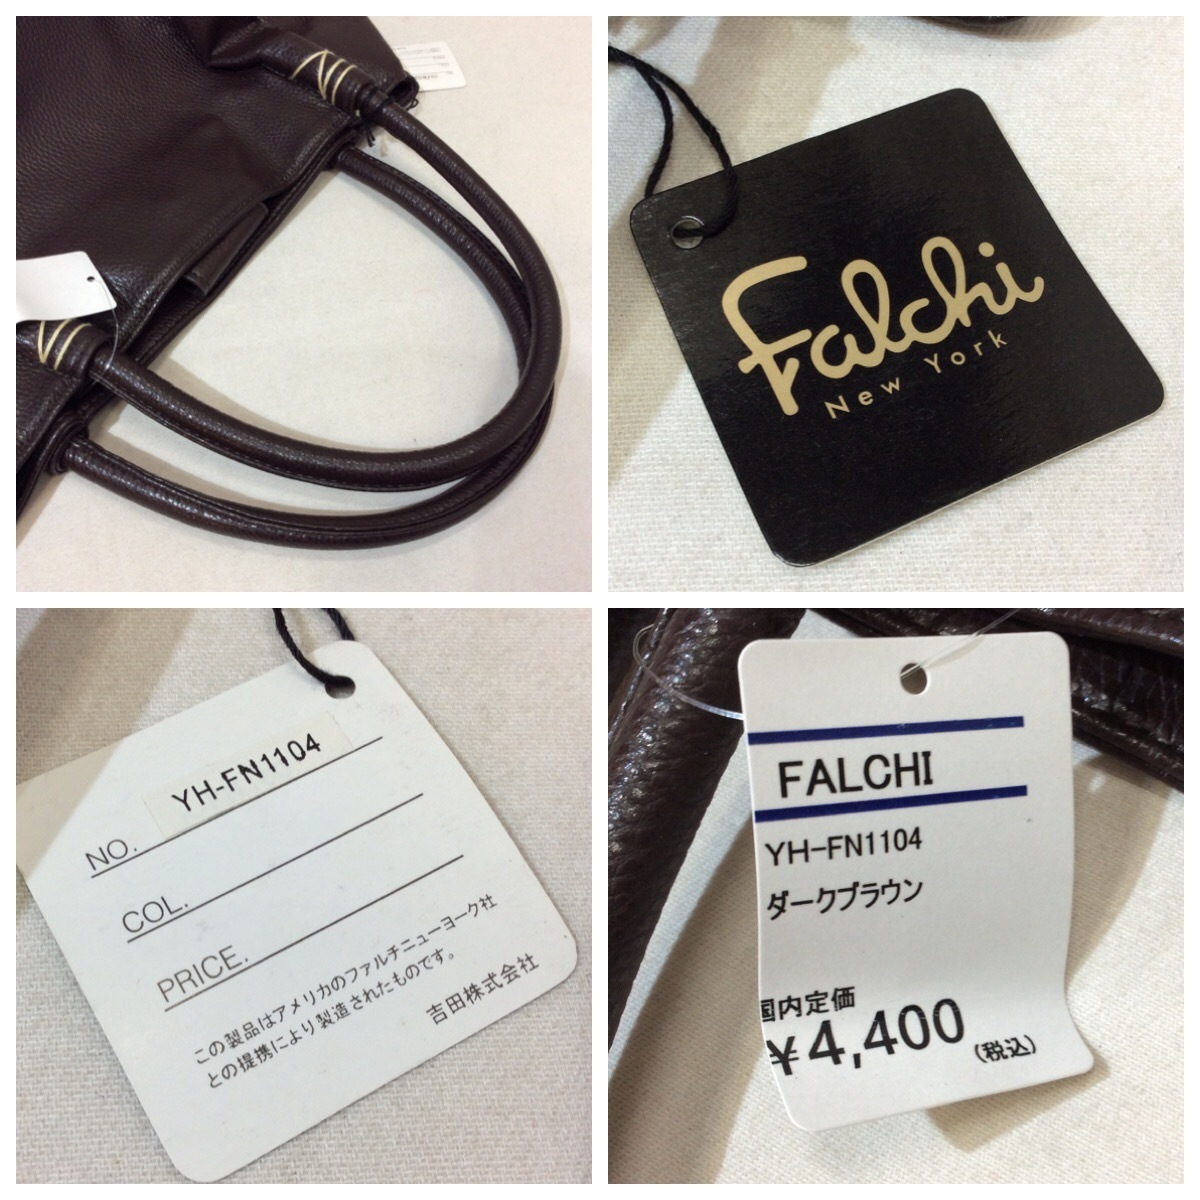 Falchi
New York
NO. YH-FN1104
COL.
PRICE.
この製品はアメリカのファルチニューヨーク社
との提携により製造されたものです。
吉田株式会社
FALCHI
YH-FN1104
ダークブラウン
国内定価
¥4,400 (税込)